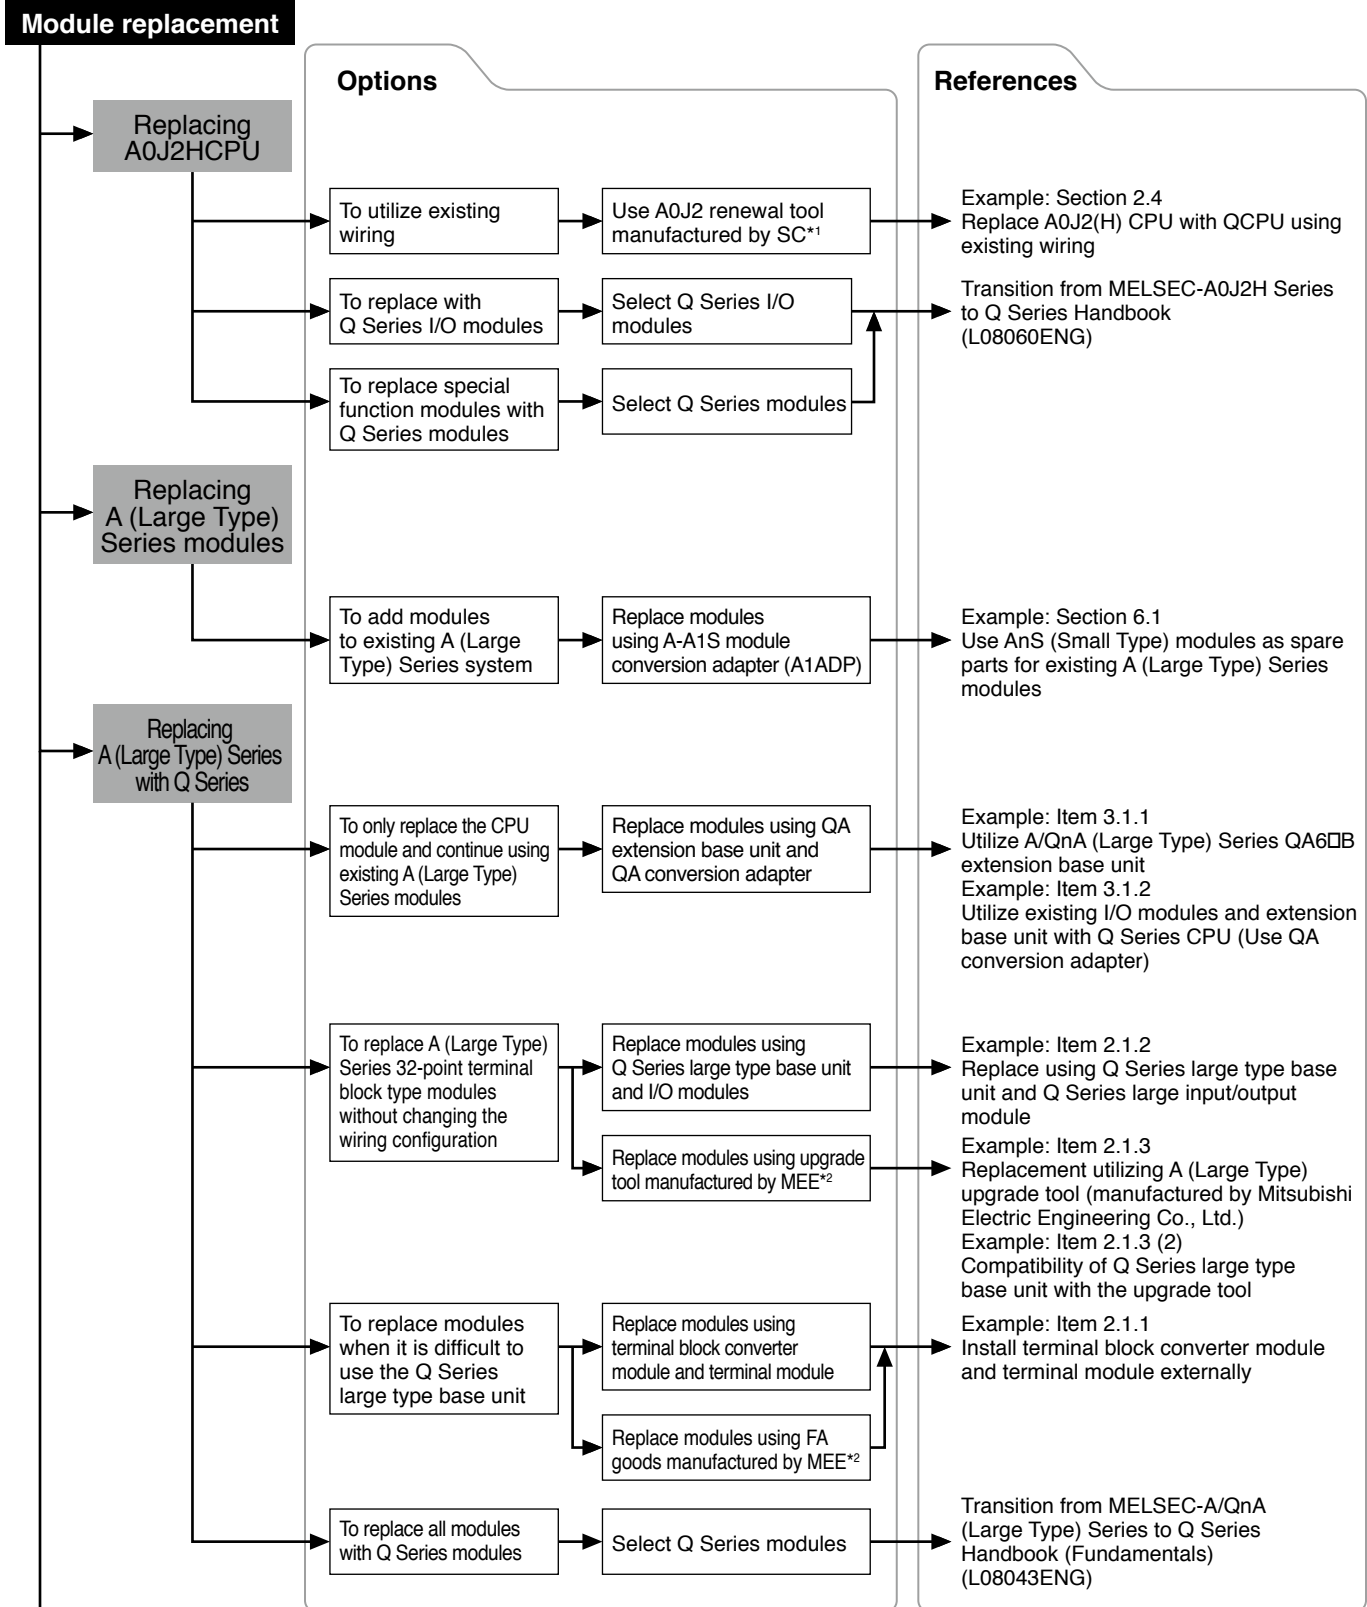 Module replacement
Options
References
Replacing
A0J2HCPU
To utilize existing
wiring
Use A0J2 renewal tool
manufactured by SC*1
Example: Section 2.4
Replace A0J2(H) CPU with QCPU using
existing wiring
To replace with
Q Series I/O modules
Select Q Series I/O
modules
Transition from MELSEC-A0J2H Series
to Q Series Handbook
(L08060ENG)
To replace special
function modules with
Q Series modules
Select Q Series modules
Replacing
A (Large Type)
Series modules
To add modules
to existing A (Large
Type) Series system
Replace modules
using A-A1S module
conversion adapter (A1ADP)
Example: Section 6.1
Use AnS (Small Type) modules as spare
parts for existing A (Large Type) Series
modules
Replacing
A (Large Type) Series
with Q Series
To only replace the CPU
module and continue using
existing A (Large Type)
Series modules
Replace modules using QA
extension base unit and
QA conversion adapter
Example: Item 3.1.1
Utilize A/QnA (Large Type) Series QA6□B
extension base unit
Example: Item 3.1.2
Utilize existing I/O modules and extension
base unit with Q Series CPU (Use QA
conversion adapter)
To replace A (Large Type)
Series 32-point terminal
block type modules
without changing the
wiring configuration
Replace modules using
Q Series large type base unit
and I/O modules
Example: Item 2.1.2
Replace using Q Series large type base
unit and Q Series large input/output
module
Replace modules using upgrade
tool manufactured by MEE*2
Example: Item 2.1.3
Replacement utilizing A (Large Type)
upgrade tool (manufactured by Mitsubishi
Electric Engineering Co., Ltd.)
Example: Item 2.1.3 (2)
Compatibility of Q Series large type
base unit with the upgrade tool
To replace modules
when it is difficult to
use the Q Series
large type base unit
Replace modules using
terminal block converter
module and terminal module
Example: Item 2.1.1
Install terminal block converter module
and terminal module externally
Replace modules using FA
goods manufactured by MEE*2
To replace all modules
with Q Series modules
Select Q Series modules
Transition from MELSEC-A/QnA
(Large Type) Series to Q Series
Handbook (Fundamentals)
(L08043ENG)